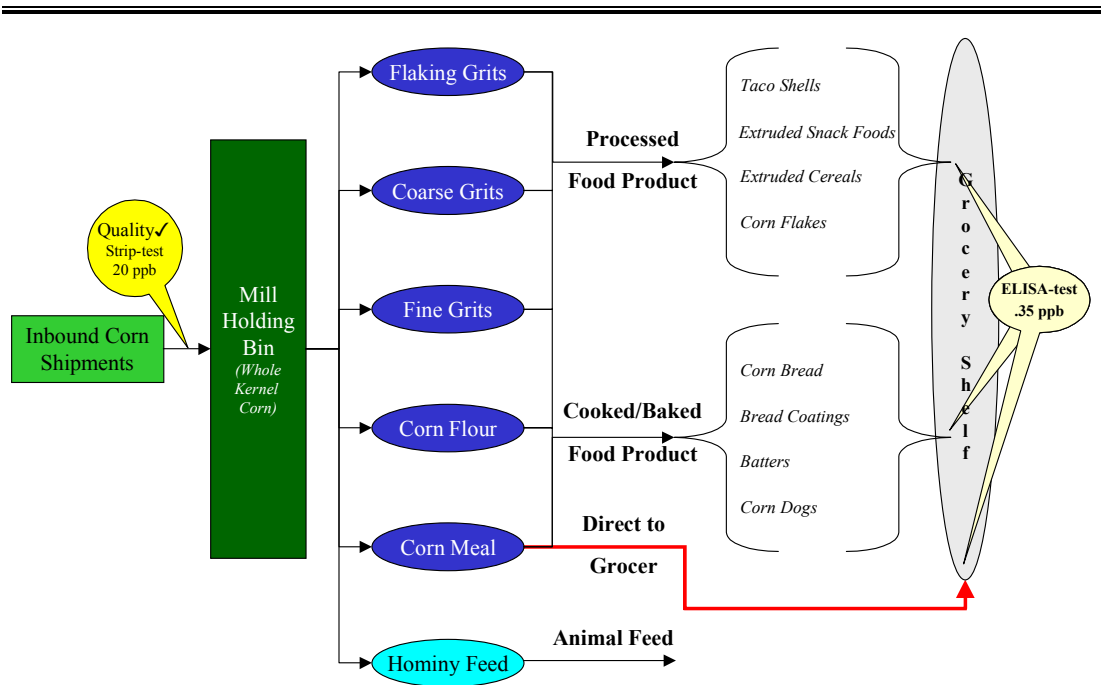 Quality✓
Strip-test
20 ppb
Inbound Corn
Shipments
Mill
Holding
Bin
(Whole
Kernel
Corn)
Flaking Grits
Coarse Grits
Fine Grits
Corn Flour
Corn Meal
Hominy Feed
Processed
Food Product
Cooked/Baked
Food Product
Direct to
Grocer
Animal Feed
Taco Shells
Extruded Snack Foods
Extruded Cereals
Corn Flakes
Corn Bread
Bread Coatings
Batters
Corn Dogs
Grocery Shelf
ELISA-test
.35 ppb